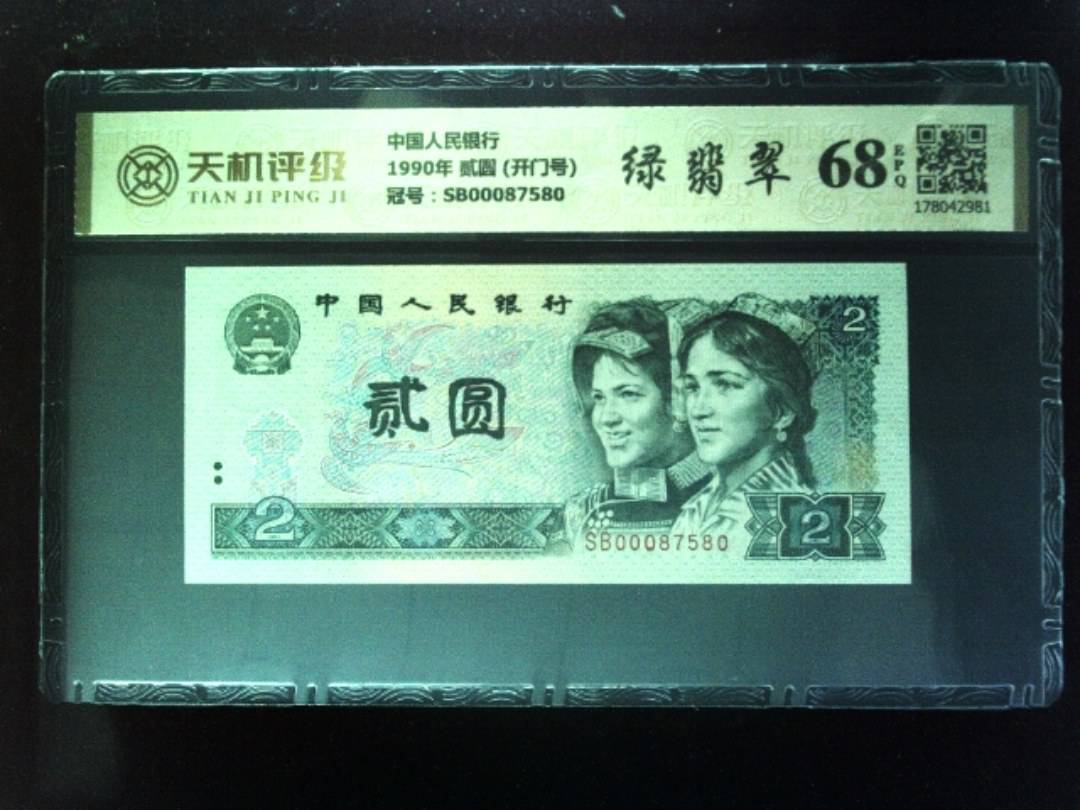 天机评级
TIAN JI PING JI
中国人民银行
1990年 贰圆 (开门号)
冠号：SB00087580
绿翡翠
68
EPQ
178042981
中国人民银行
2
贰圆
2
SB00087580
2